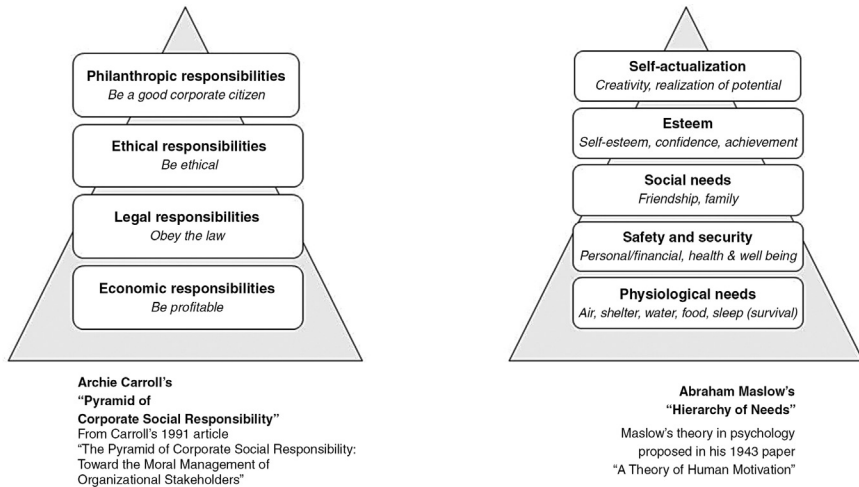 Philanthropic responsibilities
Be a good corporate citizen
Ethical responsibilities
Be ethical
Legal responsibilities
Obey the law
Economic responsibilities
Be profitable
Archie Carroll’s
“Pyramid of
Corporate Social Responsibility”
From Carroll’s 1991 article
“The Pyramid of Corporate Social Responsibility:
Toward the Moral Management of
Organizational Stakeholders”
Self-actualization
Creativity, realization of potential
Esteem
Self-esteem, confidence, achievement
Social needs
Friendship, family
Safety and security
Personal/financial, health & well being
Physiological needs
Air, shelter, water, food, sleep (survival)
Abraham Maslow’s
“Hierarchy of Needs”
Maslow’s theory in psychology
proposed in his 1943 paper
“A Theory of Human Motivation”